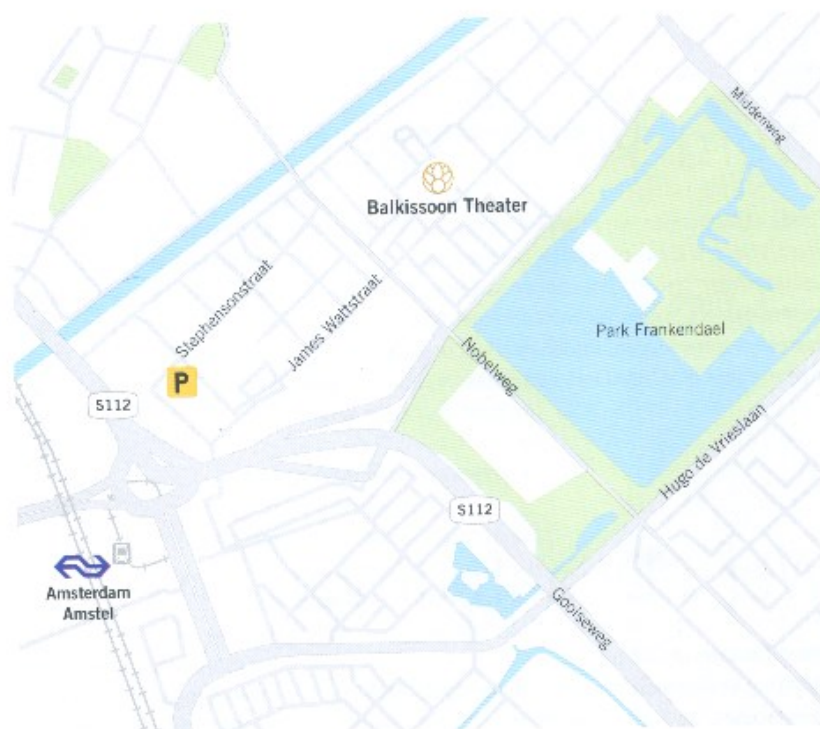 Middenweg
Balkissoon Theater
Stephensonstraat
James Wattstraat
Park Frankendael
Nobelweg
P
S112
Hugo de Vrieslaan
S112
Amsterdam
Amstel
Gooiseweg